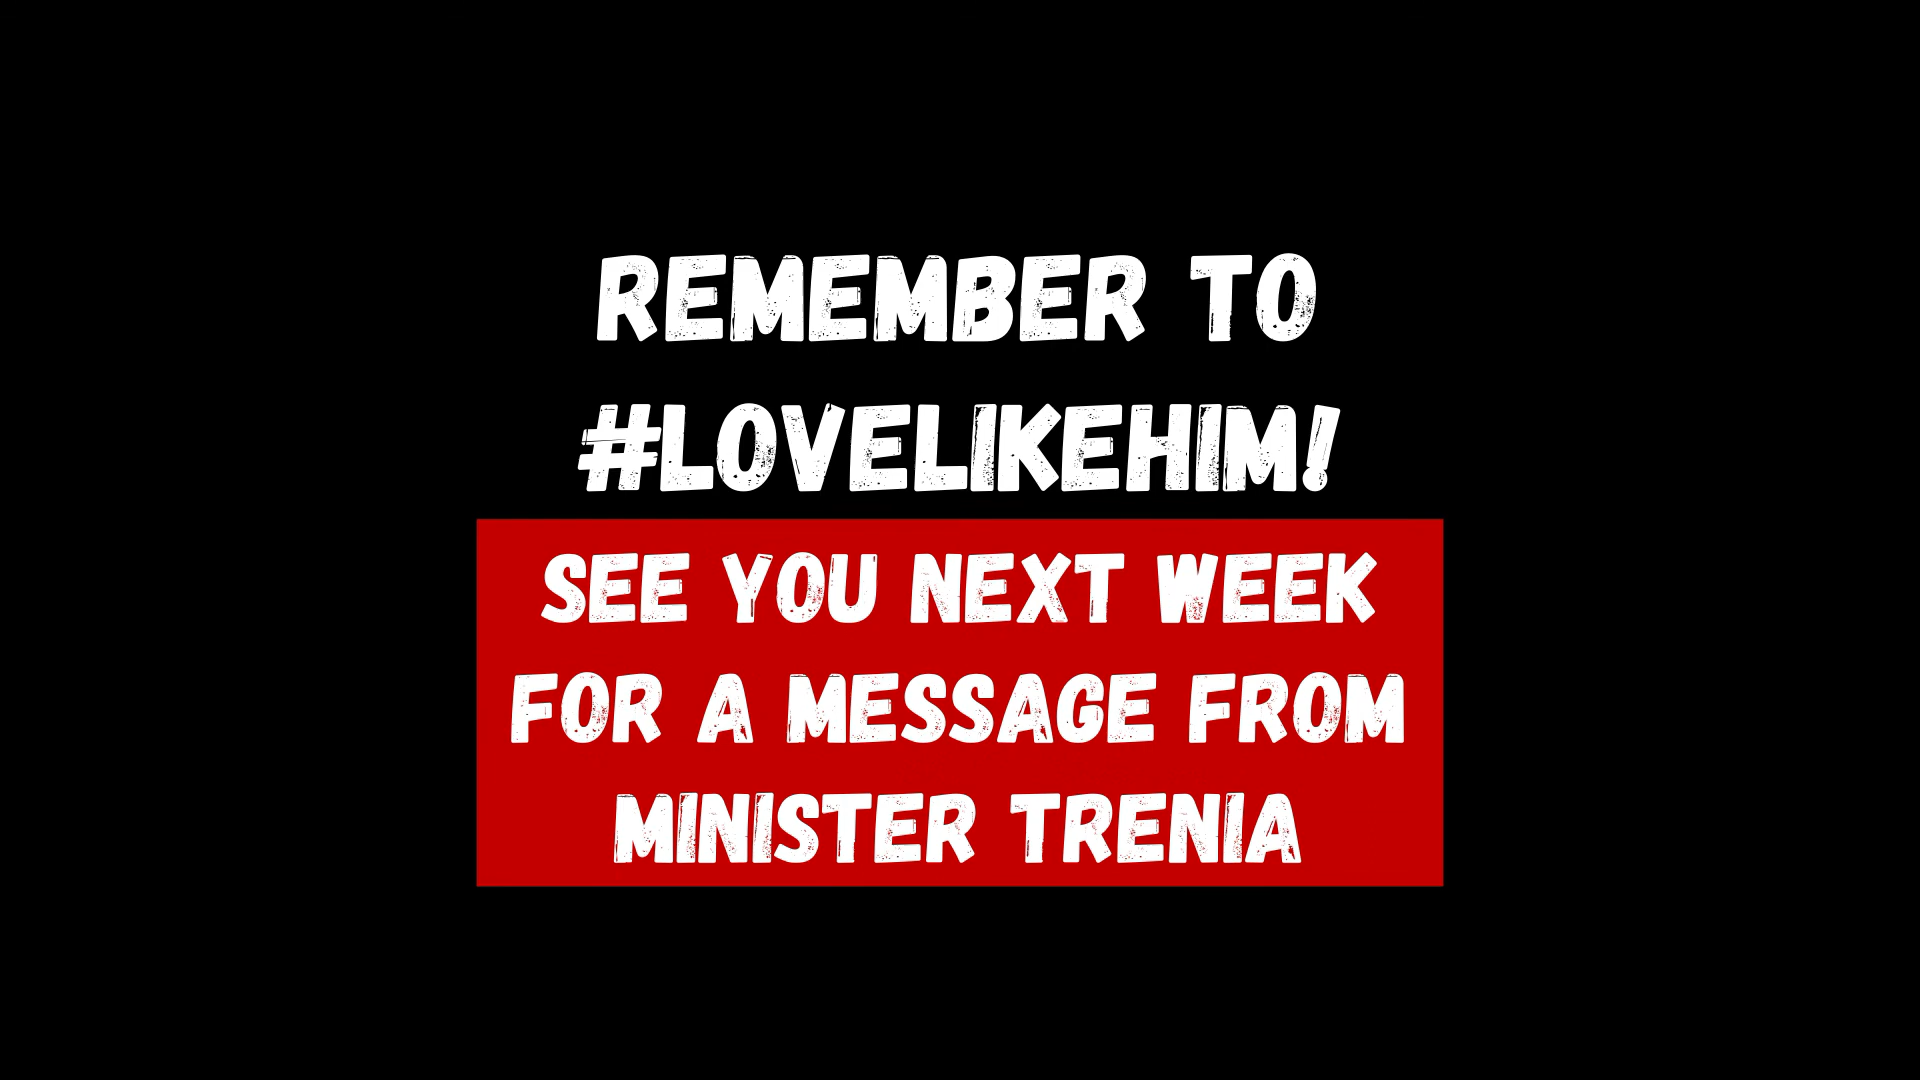 REMEMBER TO
#LOVELIKEHIM!
SEE YOU NEXT WEEK
FOR A MESSAGE FROM
MINISTER TRENIA